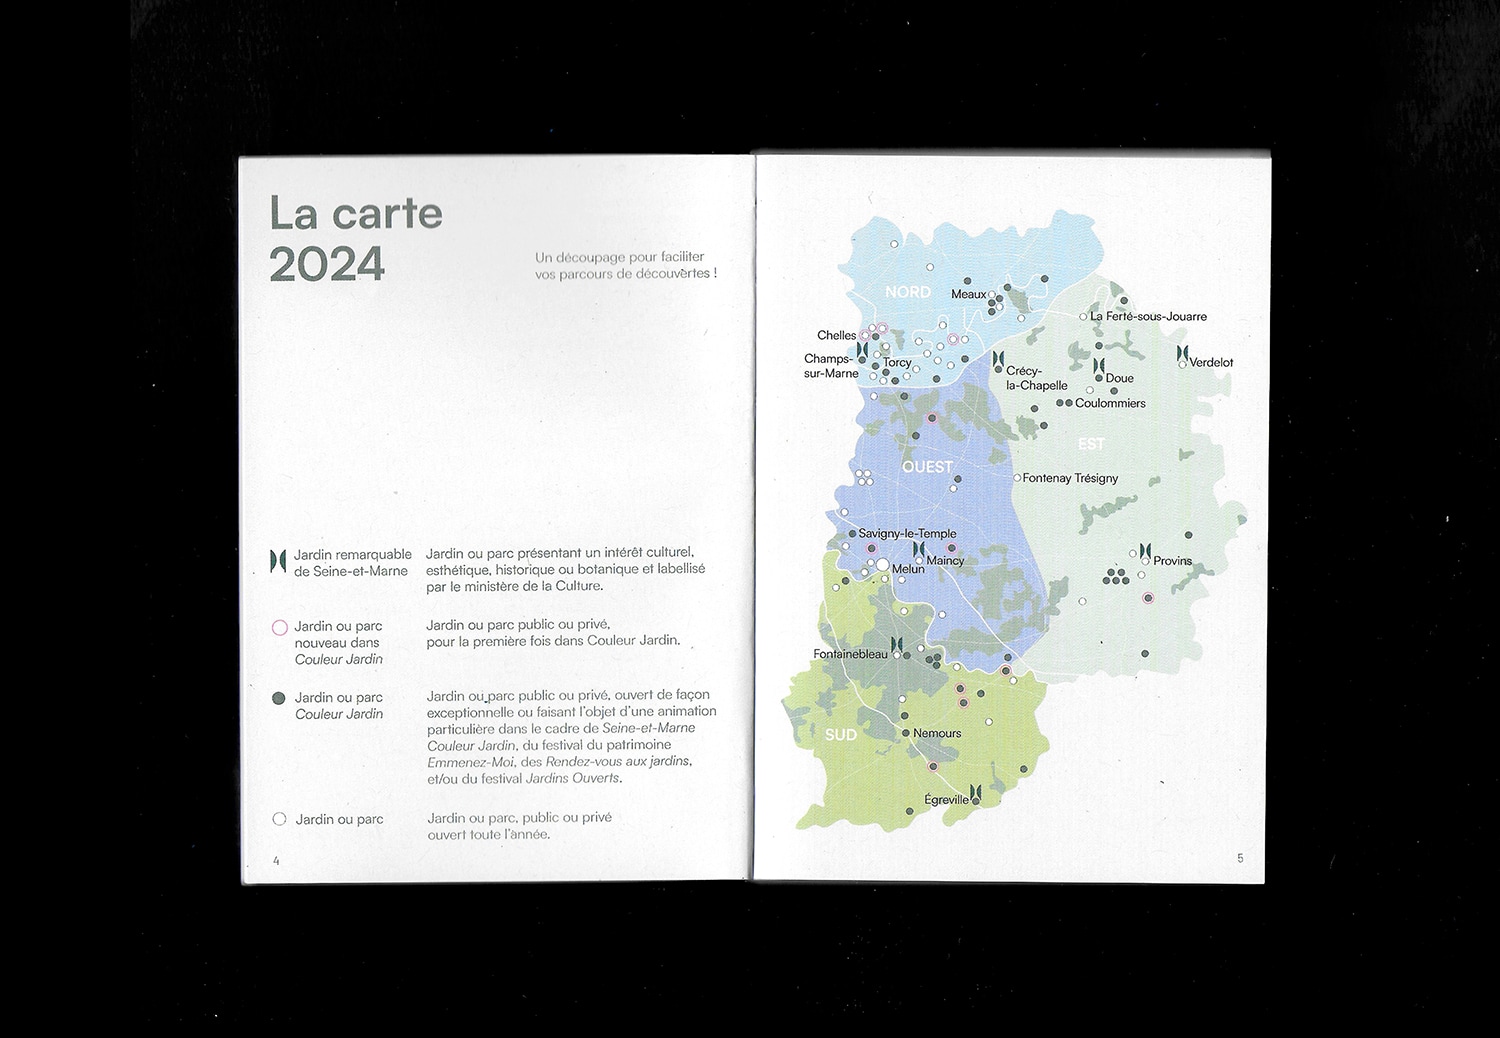 La carte
2024
Un découpage pour faciliter
vos parcours de découvertes !
Jardin remarquable
de Seine-et-Marne
Jardin ou parc présentant un intérêt culturel,
esthétique, historique ou botanique et labellisé
par le ministère de la Culture.
Jardin ou parc
nouveau dans
Couleur Jardin
Jardin ou parc public ou privé,
pour la première fois dans Couleur Jardin.
Jardin ou parc
Couleur Jardin
Jardin ou parc public ou privé, ouvert de façon
exceptionnelle ou faisant l'objet d'une animation
particulière dans le cadre de Seine-et-Marne
Couleur Jardin, du festival du patrimoine
Emmenez-Moi, des Rendez-vous aux jardins,
et/ou du festival Jardins Ouverts.
Jardin ou parc
Jardin ou parc, public ou privé
ouvert toute l'année.
4
NORD
Meaux
La Ferté-sous-Jouarre
Chelles
Champs-
sur-Marne
Torcy
Crécy-
la-Chapelle
Doue
Verdelot
Coulommiers
EST
OUEST
Fontenay Trésigny
Savigny-le-Temple
Maincy
Melun
Provins
Fontainebleau
SUD
Nemours
Égreville
5